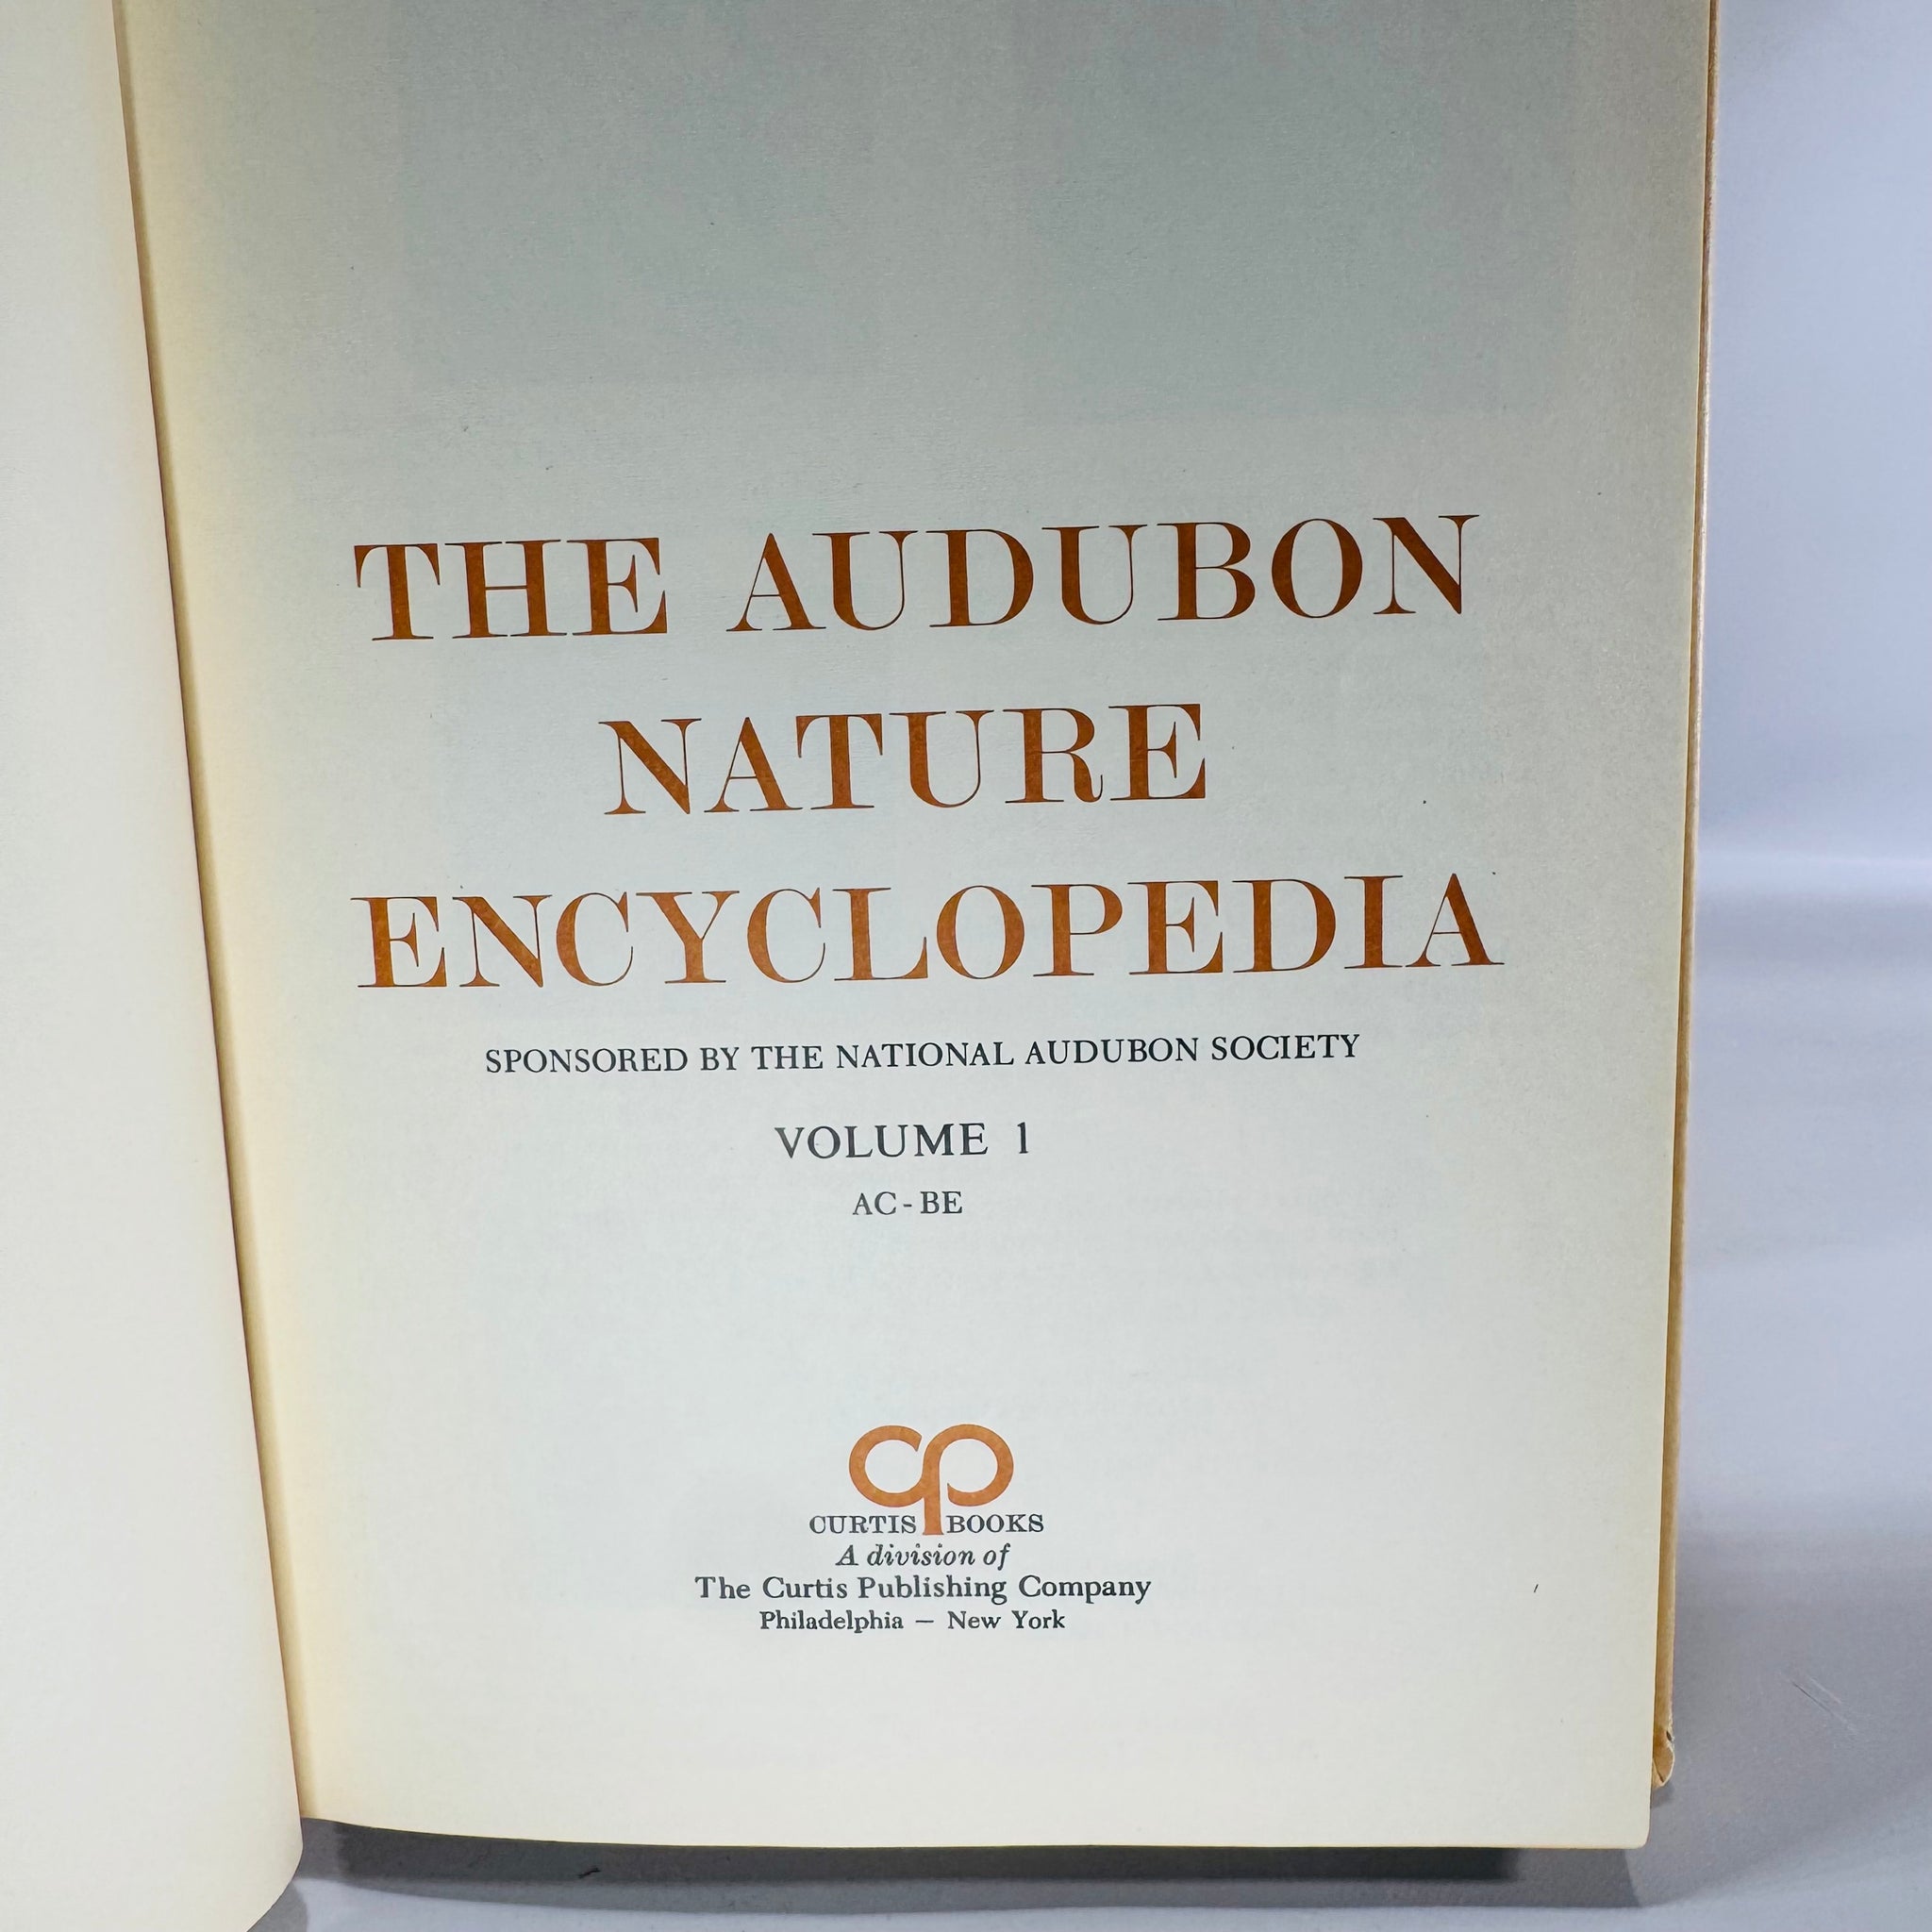 THE AUDUBON
NATURE
ENCYCLOPEDIA
SPONSORED BY THE NATIONAL AUDUBON SOCIETY
VOLUME 1
AC-BE
cp
CURTIS BOOKS
A division of
The Curtis Publishing Company
Philadelphia — New York